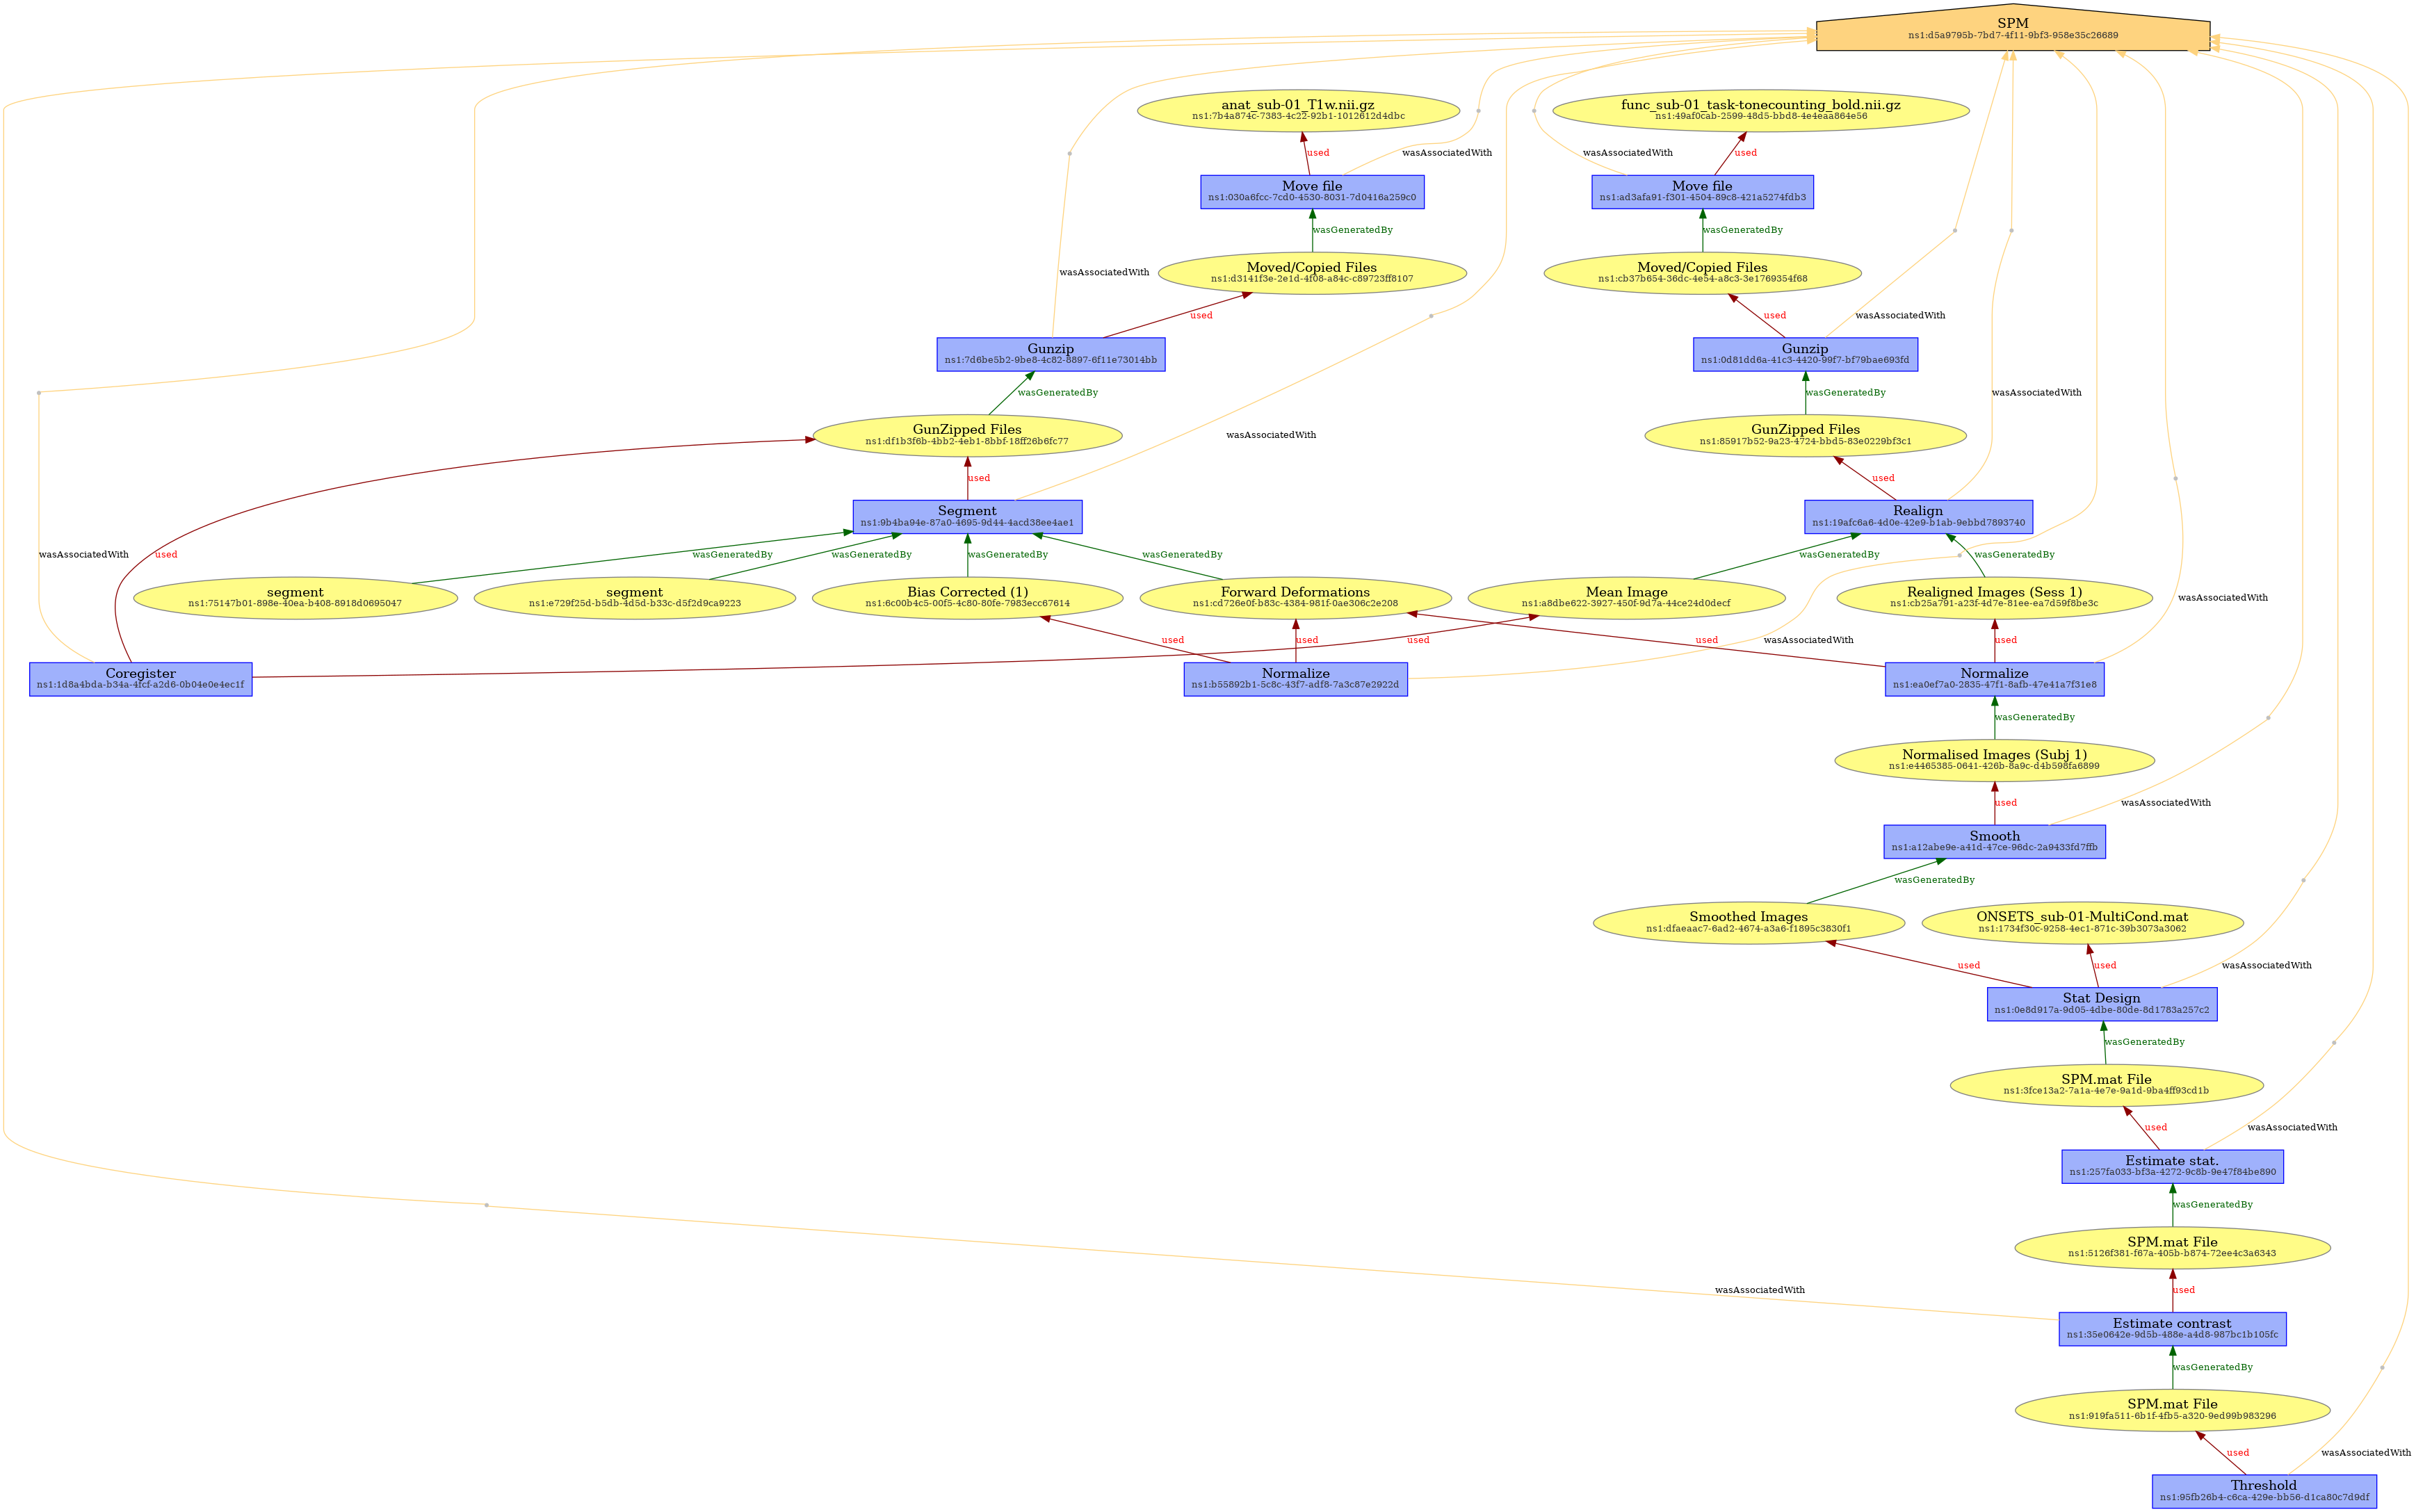 SPM
ns1:d5a9795b-7bd7-4f11-9bf3-958e35c26689
anat_sub-01_T1w.nii.gz
ns1:7b4a874c-7383-4c22-92b1-1012612d4dbc
func_sub-01_task-tonecounting_bold.nii.gz
ns1:49af0cab-2599-48d5-bbd8-4e4eaa864e56
used
wasAssociatedWith
wasAssociatedWith
used
Move file
ns1:030a6fcc-7cd0-4530-8031-7d0416a259c0
Move file
ns1:ad3afa91-f301-4504-89c8-421a5274fdb3
wasGeneratedBy
wasGeneratedBy
wasAssociatedWith
Moved/Copied Files
ns1:d3141f3e-2e1d-4f08-a84c-c89723ff8107
Moved/Copied Files
ns1:cb37b654-36dc-4e54-a8c3-3e1769354f68
used
used
wasAssociatedWith
Gunzip
ns1:7d6be5b2-9be8-4c82-8897-6f11e73014bb
Gunzip
ns1:0d81dd6a-41c3-4420-99f7-bf79bae693fd
wasGeneratedBy
wasGeneratedBy
wasAssociatedWith
GunZipped Files
ns1:df1b3f6b-4bb2-4eb1-8bbf-18ff26b6fc77
wasAssociatedWith
GunZipped Files
ns1:85917b52-9a23-4724-bbd5-83e0229bf3c1
used
used
Segment
ns1:9b4ba94e-87a0-4695-9d44-4acd38ee4ae1
Realign
ns1:19afc6a6-4d0e-42e9-b1ab-9ebbd7893740
wasAssociatedWith
used
wasGeneratedBy
wasGeneratedBy
wasGeneratedBy
wasGeneratedBy
wasGeneratedBy
wasGeneratedBy
segment
ns1:75147b01-898e-40ea-b408-8918d0695047
segment
ns1:e729f25d-b5db-4d5d-b33c-d5f2d9ca9223
Bias Corrected (1)
ns1:6c00b4c5-00f5-4c80-80fe-7983ecc67614
Forward Deformations
ns1:cd726e0f-b83c-4384-981f-0ae306c2e208
Mean Image
ns1:a8dbe622-3927-450f-9d7a-44ce24d0decf
Realigned Images (Sess 1)
ns1:cb25a791-a23f-4d7e-81ee-ea7d59f8be3c
wasAssociatedWith
used
used
used
used
wasAssociatedWith
used
Coregister
ns1:1d8a4bda-b34a-4fcf-a2d6-0b04e0e4ec1f
Normalize
ns1:b55892b1-5c8c-43f7-adf8-7a3c87e2922d
Normalize
ns1:ea0ef7a0-2835-47f1-8afb-47e41a7f31e8
wasGeneratedBy
Normalised Images (Subj 1)
ns1:e4465385-0641-426b-8a9c-d4b598fa6899
used
wasAssociatedWith
Smooth
ns1:a12abe9e-a41d-47ce-96dc-2a9433fd7ffb
wasGeneratedBy
Smoothed Images
ns1:dfaeaac7-6ad2-4674-a3a6-f1895c3830f1
ONSETS_sub-01-MultiCond.mat
ns1:1734f30c-9258-4ec1-871c-39b3073a3062
used
used
wasAssociatedWith
Stat Design
ns1:0e8d917a-9d05-4dbe-80de-8d1783a257c2
wasGeneratedBy
SPM.mat File
ns1:3fce13a2-7a1a-4e7e-9a1d-9ba4ff93cd1b
used
wasAssociatedWith
Estimate stat.
ns1:257fa033-bf3a-4272-9c8b-9e47f84be890
wasGeneratedBy
SPM.mat File
ns1:5126f381-f67a-405b-b874-72ee4c3a6343
wasAssociatedWith
used
Estimate contrast
ns1:35e0642e-9d5b-488e-a4d8-987bc1b105fc
wasGeneratedBy
SPM.mat File
ns1:919fa511-6b1f-4fb5-a320-9ed99b983296
used
wasAssociatedWith
Threshold
ns1:95fb26b4-c6ca-429e-bb56-d1ca80c7d9df